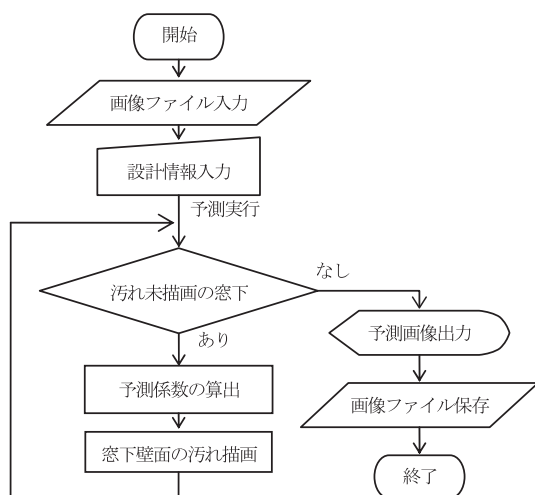 開始
画像ファイル入力
設計情報入力
予測実行
汚れ未描画の窓下
なし
あり
予測画像出力
予測係数の算出
画像ファイル保存
窓下壁面の汚れ描画
終了